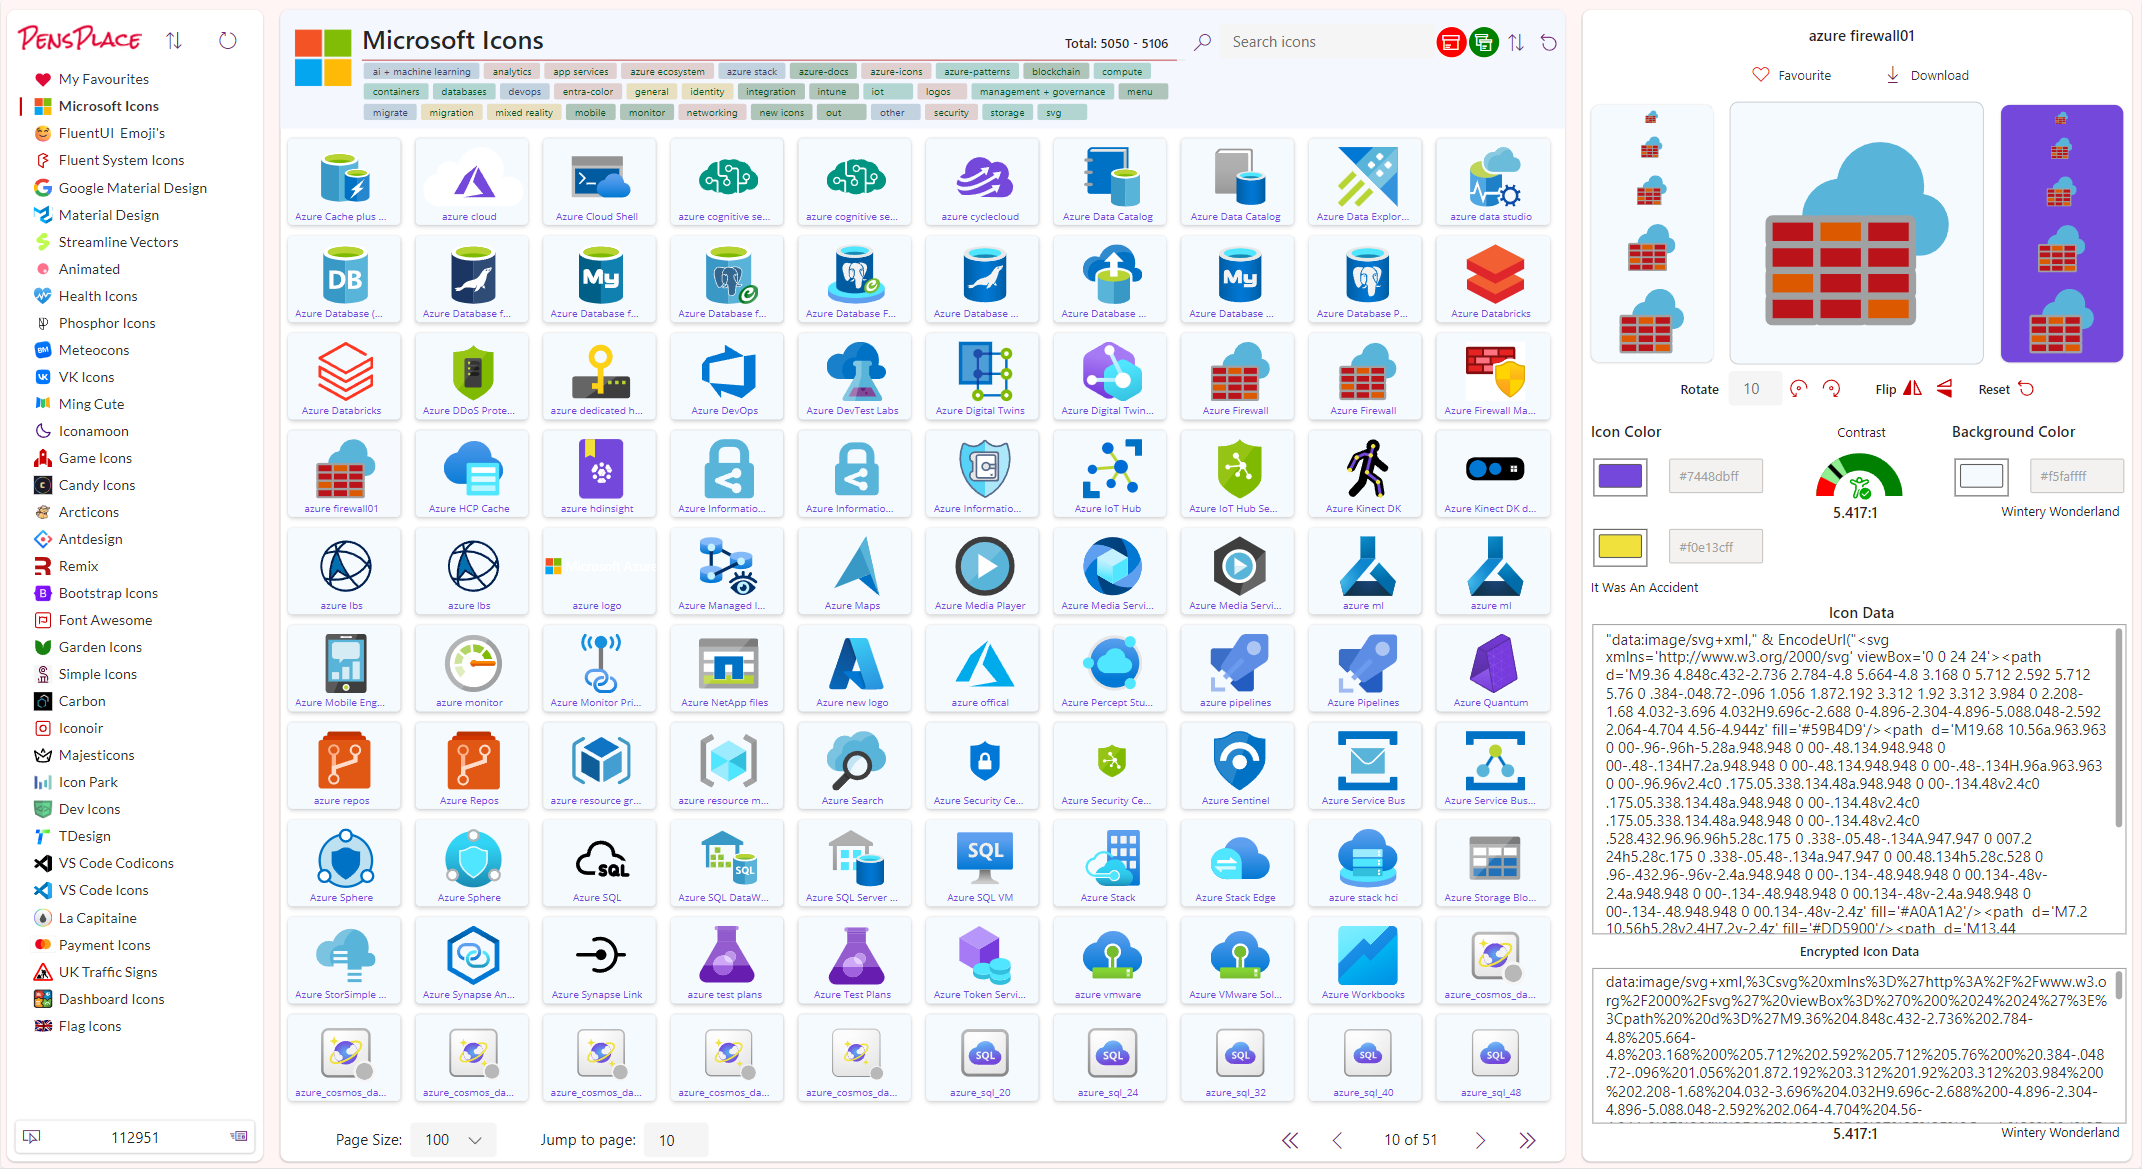 PensPlace
My Favourites
Microsoft Icons
FluentUI Emoji's
Fluent System Icons
Google Material Design
Material Design
Streamline Vectors
Animated
Health Icons
Phosphor Icons
Meteocons
VK Icons
Ming Cute
Iconamoon
Game Icons
Candy Icons
Arcticons
Antdesign
Remix
Bootstrap Icons
Font Awesome
Garden Icons
Simple Icons
Carbon
Iconoir
Majesticons
Icon Park
Dev Icons
TDesign
VS Code Codicons
VS Code Icons
La Capitaine
Payment Icons
UK Traffic Signs
Dashboard Icons
Flag Icons
112951
Microsoft Icons
Total: 5050 - 5106
Search icons
ai + machine learning analytics app services azure ecosystem azure stack azure-docs azure-icons azure-patterns blockchain compute
containers databases devops entra-color general identity integration intune iot logos management + governance menu
migrate migration mixed reality mobile monitor networking new icons out other security storage svg
Azure Cache plus ... azure cloud Azure Cloud Shell azure cognitive se... azure cognitive se... azure cyclecloud Azure Data Catalog Azure Data Catalog Azure Data Explor... azure data studio
Azure Database (... Azure Database f... Azure Database f... Azure Database f... Azure Database F... Azure Database ... Azure Database ... Azure Database ... Azure Database P... Azure Databricks
Azure Databricks Azure DDoS Prote... azure dedicated h... Azure DevOps Azure DevTest Labs Azure Digital Twins Azure Digital Twin... Azure Firewall Azure Firewall Azure Firewall Ma...
azure firewall01 Azure HCP Cache azure hdinsight Azure Informatio... Azure Informatio... Azure Informatio... Azure IoT Hub Azure IoT Hub Se... Azure Kinect DK Azure Kinect DK d...
azure lbs azure lbs azure logo Azure Managed I... Azure Maps Azure Media Player Azure Media Servi... Azure Media Servi... azure ml azure ml
Azure Mobile Eng... azure monitor Azure Monitor Pri... Azure NetApp files Azure new logo azure offical Azure Percept Stu... azure pipelines Azure Pipelines Azure Quantum
azure repos Azure Repos azure resource gr... azure resource m... Azure Search Azure Security Ce... Azure Security Ce... Azure Sentinel Azure Service Bus Azure Service Bus...
Azure Sphere Azure Sphere Azure SQL Azure SQL DataW... Azure SQL Server ... Azure SQL VM Azure Stack Azure Stack Edge azure stack hci Azure Storage Blo...
Azure StorSimple ... Azure Synapse An... Azure Synapse Link azure test plans Azure Test Plans Azure Token Servi... azure vmware Azure VMware Sol... Azure Workbooks azure_cosmos_da...
azure_cosmos_da... azure_cosmos_da... azure_cosmos_da... azure_cosmos_da... azure_cosmos_da... azure_sql_20 azure_sql_24 azure_sql_32 azure_sql_40 azure_sql_48
Page Size: 100 Jump to page: 10 10 of 51
azure firewall01
Favourite Download
Rotate 10 Flip Reset
Icon Color Contrast Background Color
#7448dbff #f5faffff
5.417:1 Wintery Wonderland
#f0e13cff
It Was An Accident
Icon Data
"data:image/svg+xml," & EncodeUrl("<svg
xmlns='http://www.w3.org/2000/svg' viewBox='0 0 24 24'><path
d='M9.36 4.848c.432-2.736 2.784-4.8 5.664-4.8 3.168 0 5.712 2.592 5.712
5.76 0 .384-.048.72-.096 1.056 1.872.192 3.312 1.92 3.312 3.984 0 2.208-
1.68 4.032-3.696 4.032H9.696c-2.688 0-4.896-2.304-4.896-5.088.048-2.592
2.064-4.704 4.56-4.944z' fill='#59B4D9'/><path d='M19.68 10.56a.963.963
0 00-.96-.96h-5.28a.948.948 0 00-.48.134.948.948 0
00-.48-.134H7.2a.948.948 0 00-.48.134.948.948 0 00-.48-.134H.96a.963.963
0 00-.96.96v2.4c0 .175.05.338.134.48a.948.948 0 00-.134.48v2.4c0
.175.05.338.134.48a.948.948 0 00-.134.48v2.4c0
.175.05.338.134.48a.948.948 0 00-.134.48v2.4c0
.528.432.96.96.96h5.28c.175 0 .338-.05.48-.134A.947.947 0 007.2
24h5.28c.175 0 .338-.05.48-.134a.947.947 0 00.48.134h5.28c.528 0
.96-.432.96-.96v-2.4a.948.948 0 00-.134-.48.948.948 0 00.134-.48v-
2.4a.948.948 0 00-.134-.48.948.948 0 00.134-.48v-2.4a.948.948 0
00-.134-.48.948.948 0 00.134-.48v-2.4z' fill='#A0A1A2'/><path d='M7.2
10.56h5.28v2.4H7.2v-2.4z' fill='#DD5900'/><path d='M13.44
Encrypted Icon Data
data:image/svg+xml,%3Csvg%20xmlns%3D%27http%3A%2F%2Fwww.w3.o
rg%2F2000%2Fsvg%27%20viewBox%3D%270%200%2024%2024%27%3E%
3Cpath%20%20d%3D%27M9.36%204.848c.432-2.736%202.784-
4.8%205.664-
4.8%203.168%200%205.712%202.592%205.712%205.76%200%20.384-.048
.72-.096%201.056%201.872.192%203.312%201.92%203.312%203.984%200
%202.208-1.68%204.032-3.696%204.032H9.696c-2.688%200-4.896-2.304-
4.896-5.088.048-2.592%202.064-4.704%204.56-
5.417:1 Wintery Wonderland